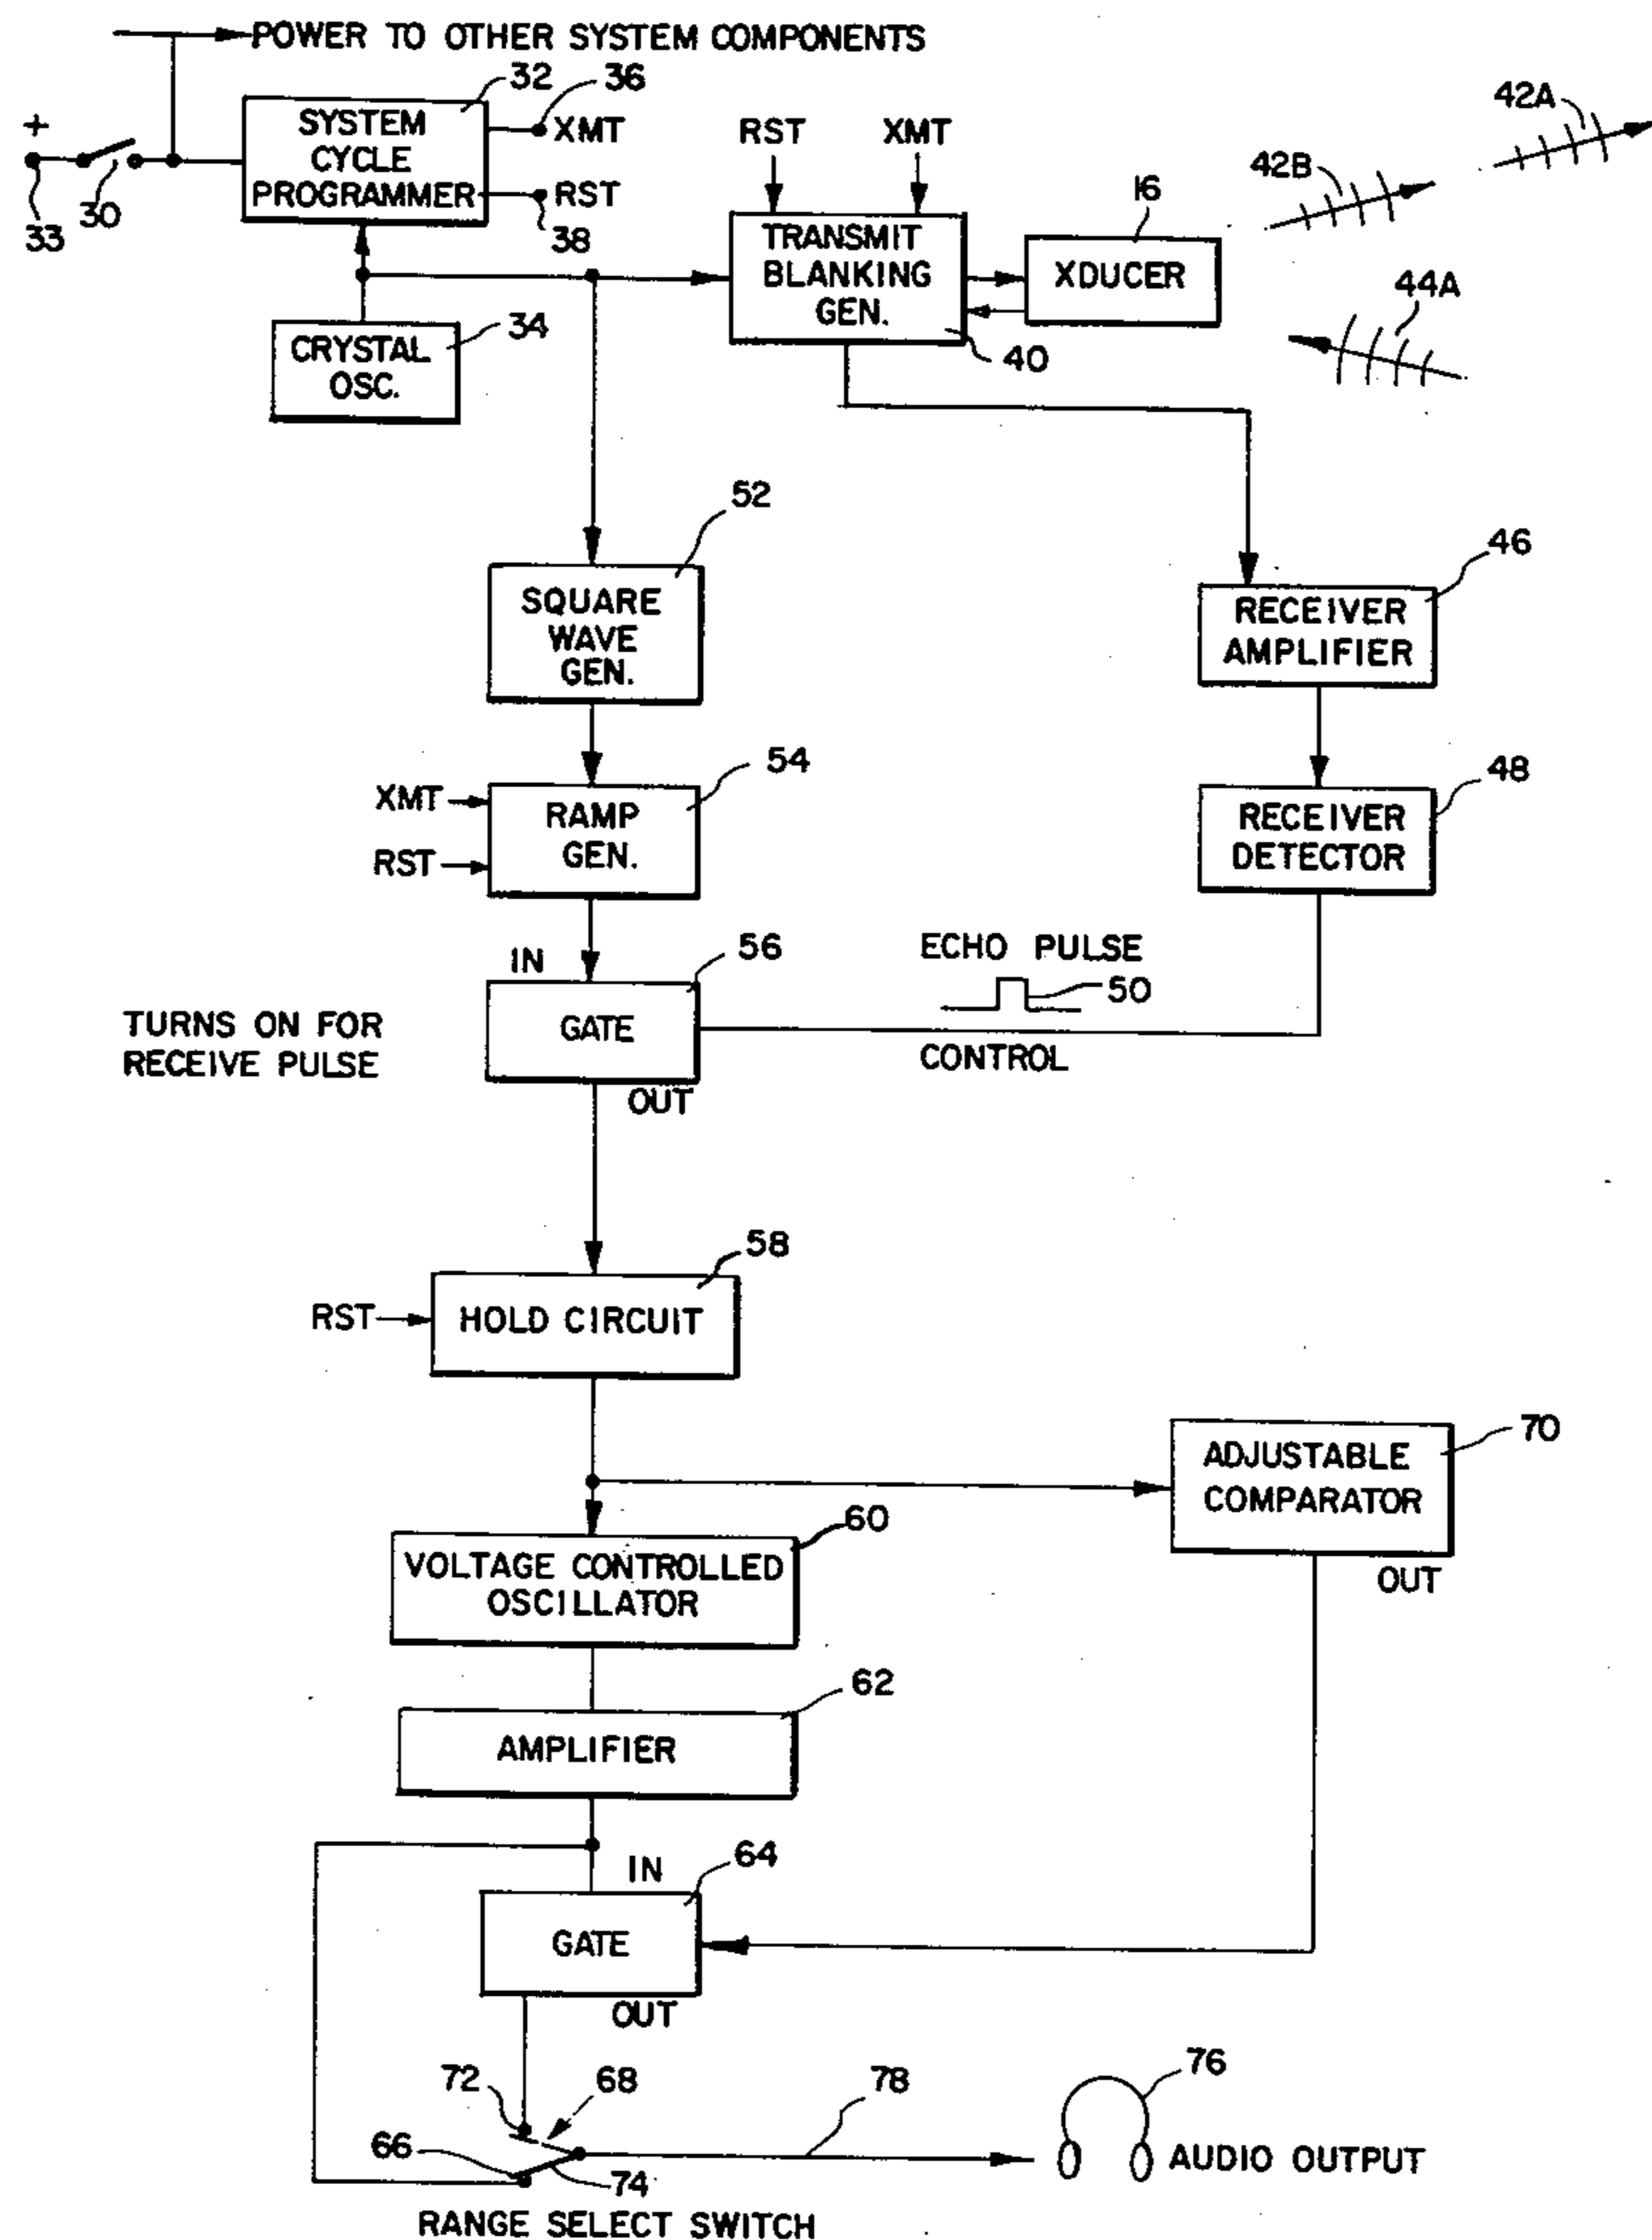 POWER TO OTHER SYSTEM COMPONENTS
32
36
+
33
30
SYSTEM
CYCLE
PROGRAMMER
XMT
RST
38
RST
XMT
42A
42B
16
TRANSMIT
BLANKING
GEN.
XDUCER
44A
40
CRYSTAL
OSC.
34
52
SQUARE
WAVE
GEN.
46
RECEIVER
AMPLIFIER
54
XMT
RST
RAMP
GEN.
48
RECEIVER
DETECTOR
IN
56
ECHO PULSE
50
TURNS ON FOR
RECEIVE PULSE
GATE
CONTROL
OUT
58
RST
HOLD CIRCUIT
70
ADJUSTABLE
COMPARATOR
OUT
60
VOLTAGE CONTROLLED
OSCILLATOR
62
AMPLIFIER
IN
64
GATE
OUT
72
68
78
76
66
74
AUDIO OUTPUT
RANGE SELECT SWITCH